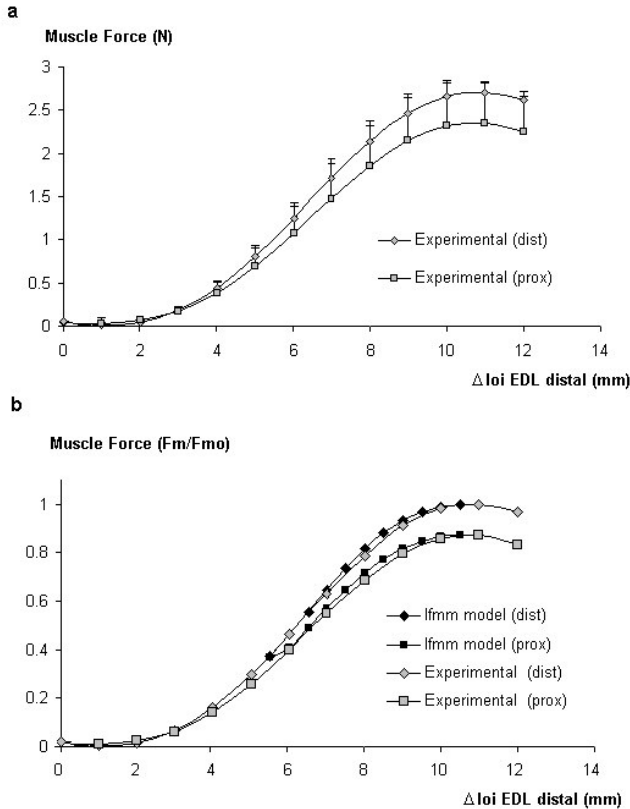 a
Muscle Force (N)
3
2.5
2
1.5
1
0.5
0
0 2 4 6 8 10 12 14
Experimental (dist)
Experimental (prox)
Δ loi EDL distal (mm)
b
Muscle Force (Fm/Fmo)
1
0.8
0.6
0.4
0.2
0
0 2 4 6 8 10 12 14
lfmm model (dist)
lfmm model (prox)
Experimental (dist)
Experimental (prox)
Δ loi EDL distal (mm)